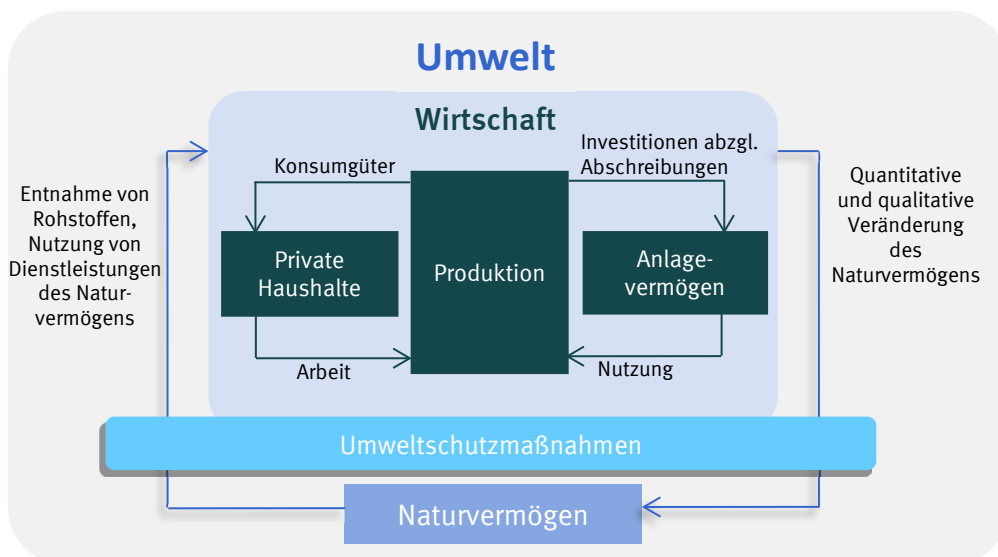 Umwelt
Wirtschaft
Konsumgüter
Investitionen abzgl.
Abschreibungen
Entnahme von
Rohstoffen,
Nutzung von
Dienstleistungen
des Natur-
vermögens
Private
Haushalte
Produktion
Anlage-
vermögen
Quantitative
und qualitative
Veränderung
des
Naturvermögens
Arbeit
Nutzung
Umweltschutzmaßnahmen
Naturvermögen